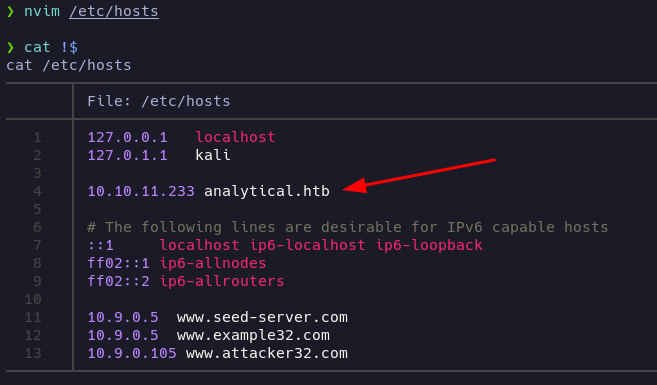 ❯ nvim /etc/hosts
❯ cat !$
cat /etc/hosts
File: /etc/hosts
1 127.0.0.1   localhost
2 127.0.1.1   kali
3
4 10.10.11.233 analytical.htb
5
6 # The following lines are desirable for IPv6 capable hosts
7 ::1     localhost ip6-localhost ip6-loopback
8 ff02::1 ip6-allnodes
9 ff02::2 ip6-allrouters
10
11 10.9.0.5  www.seed-server.com
12 10.9.0.5  www.example32.com
13 10.9.0.105 www.attacker32.com